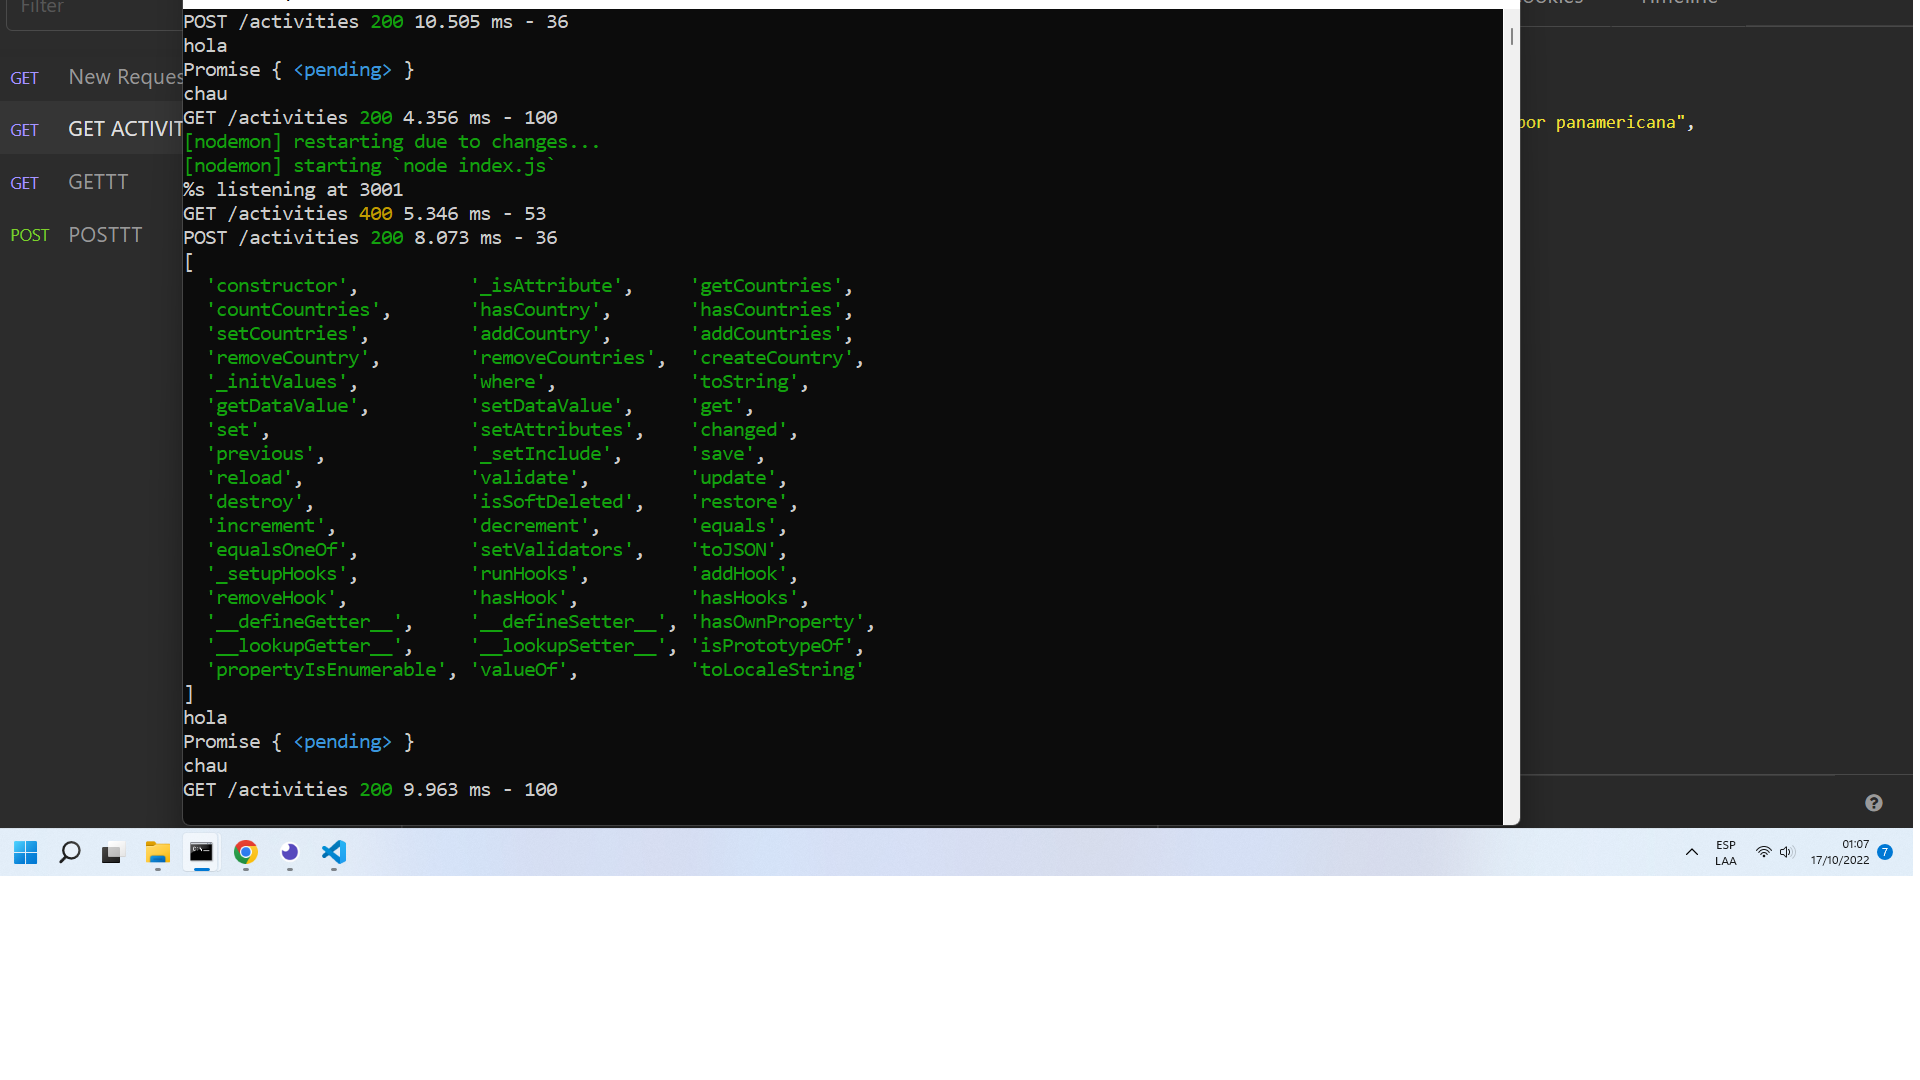 Filter
GET New Reques
GET GET ACTIVIT
GET GETTT
POST POSTTT
POST /activities 200 10.505 ms - 36
hola
Promise { <pending> }
chau
GET /activities 200 4.356 ms - 100
[nodemon] restarting due to changes...
[nodemon] starting `node index.js`
%s listening at 3001
GET /activities 400 5.346 ms - 53
POST /activities 200 8.073 ms - 36
[
'constructor', '_isAttribute', 'getCountries',
'countCountries', 'hasCountry', 'hasCountries',
'setCountries', 'addCountry', 'addCountries',
'removeCountry', 'removeCountries', 'createCountry',
'_initValues', 'where', 'toString',
'getDataValue', 'setDataValue', 'get',
'set', 'setAttributes', 'changed',
'previous', '_setInclude', 'save',
'reload', 'validate', 'update',
'destroy', 'isSoftDeleted', 'restore',
'increment', 'decrement', 'equals',
'equalsOneOf', 'setValidators', 'toJSON',
'_setupHooks', 'runHooks', 'addHook',
'removeHook', 'hasHook', 'hasHooks',
'__defineGetter__', '__defineSetter__', 'hasOwnProperty',
'__lookupGetter__', '__lookupSetter__', 'isPrototypeOf',
'propertyIsEnumerable', 'valueOf', 'toLocaleString'
]
hola
Promise { <pending> }
chau
GET /activities 200 9.963 ms - 100
ookies Timeline
por panamericana",
?
ESP
LAA
01:07
17/10/2022
7